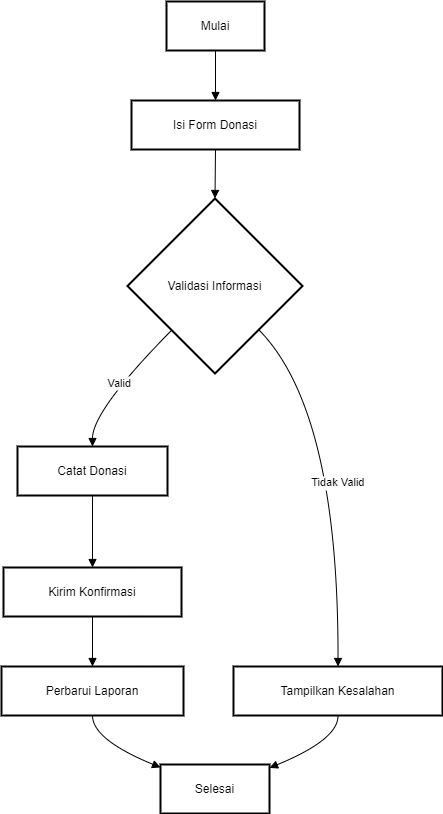 Mulai
Isi Form Donasi
Validasi Informasi
Valid
Catat Donasi
Tidak Valid
Kirim Konfirmasi
Perbarui Laporan
Tampilkan Kesalahan
Selesai